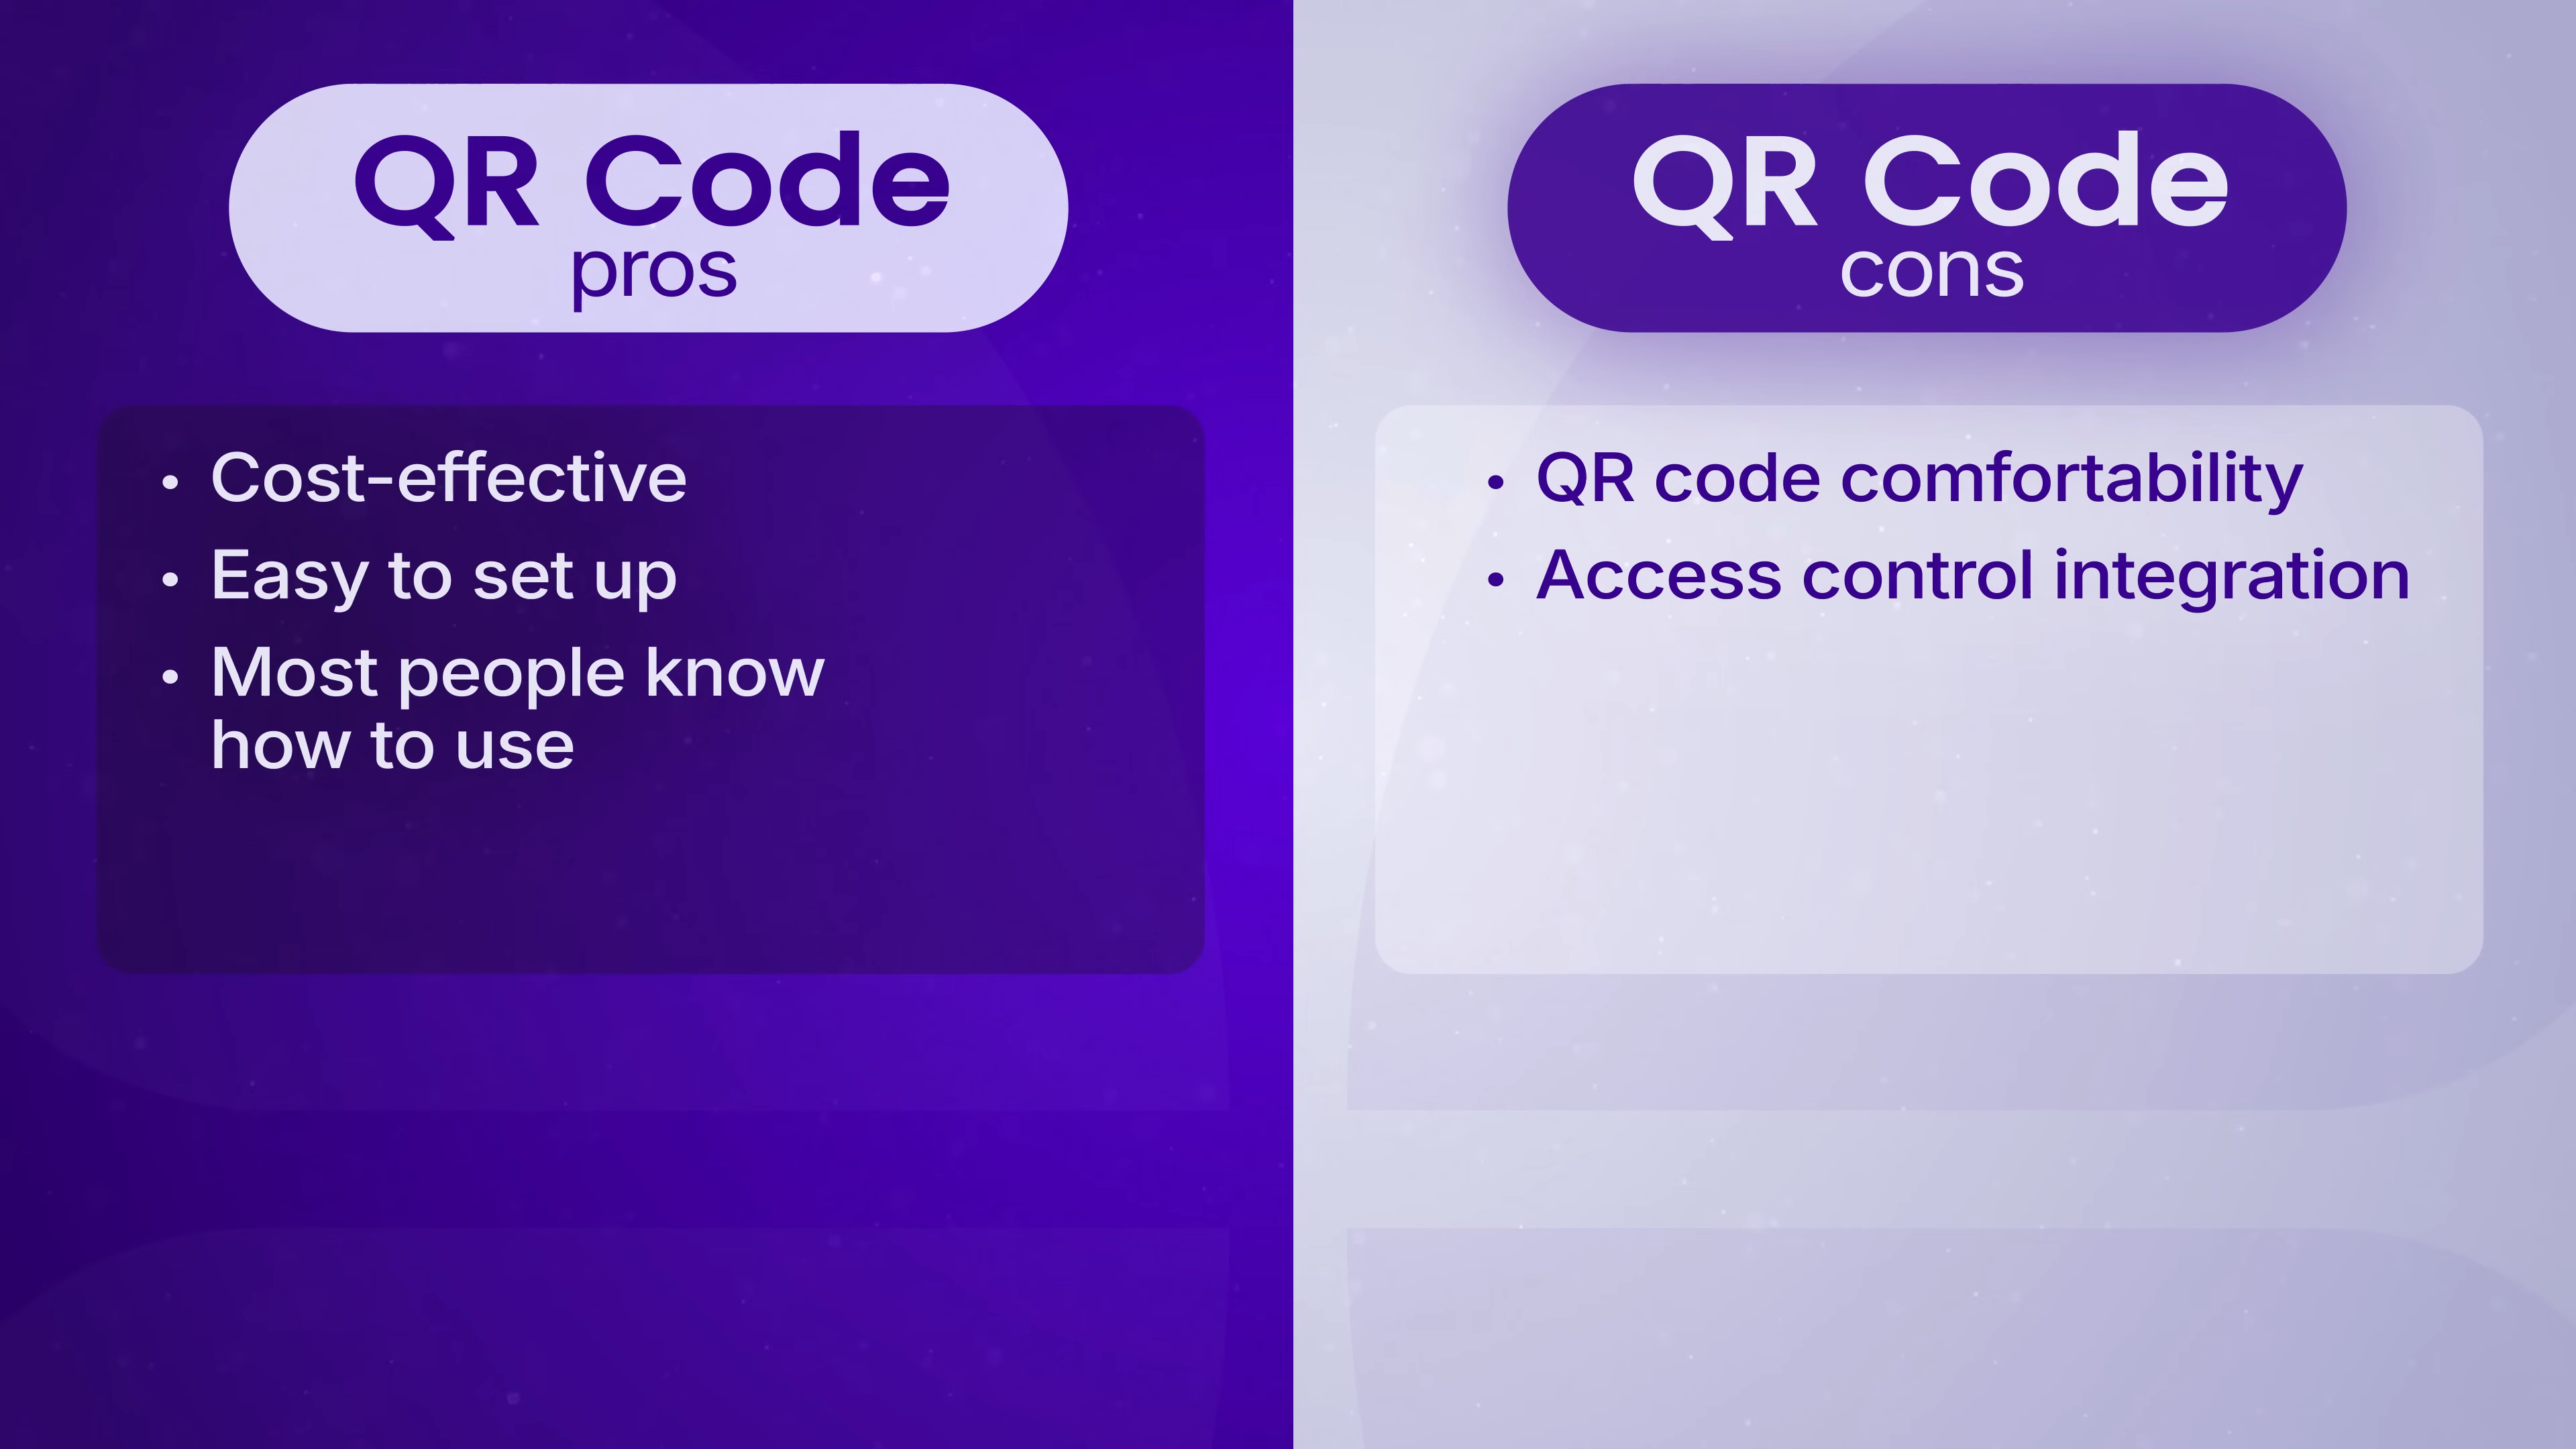 QR Code
pros
• Cost-effective
• Easy to set up
• Most people know
how to use
QR Code
cons
• QR code comfortability
• Access control integration